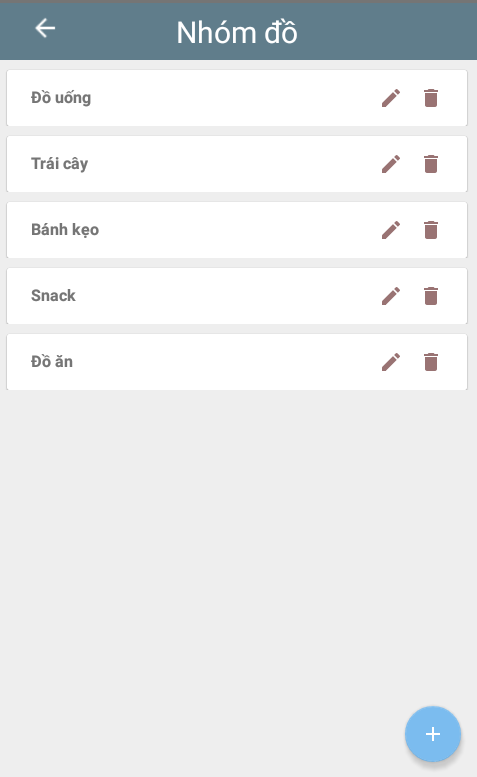 Nhóm đồ
Đồ uống
Trái cây
Bánh kẹo
Snack
Đồ ăn